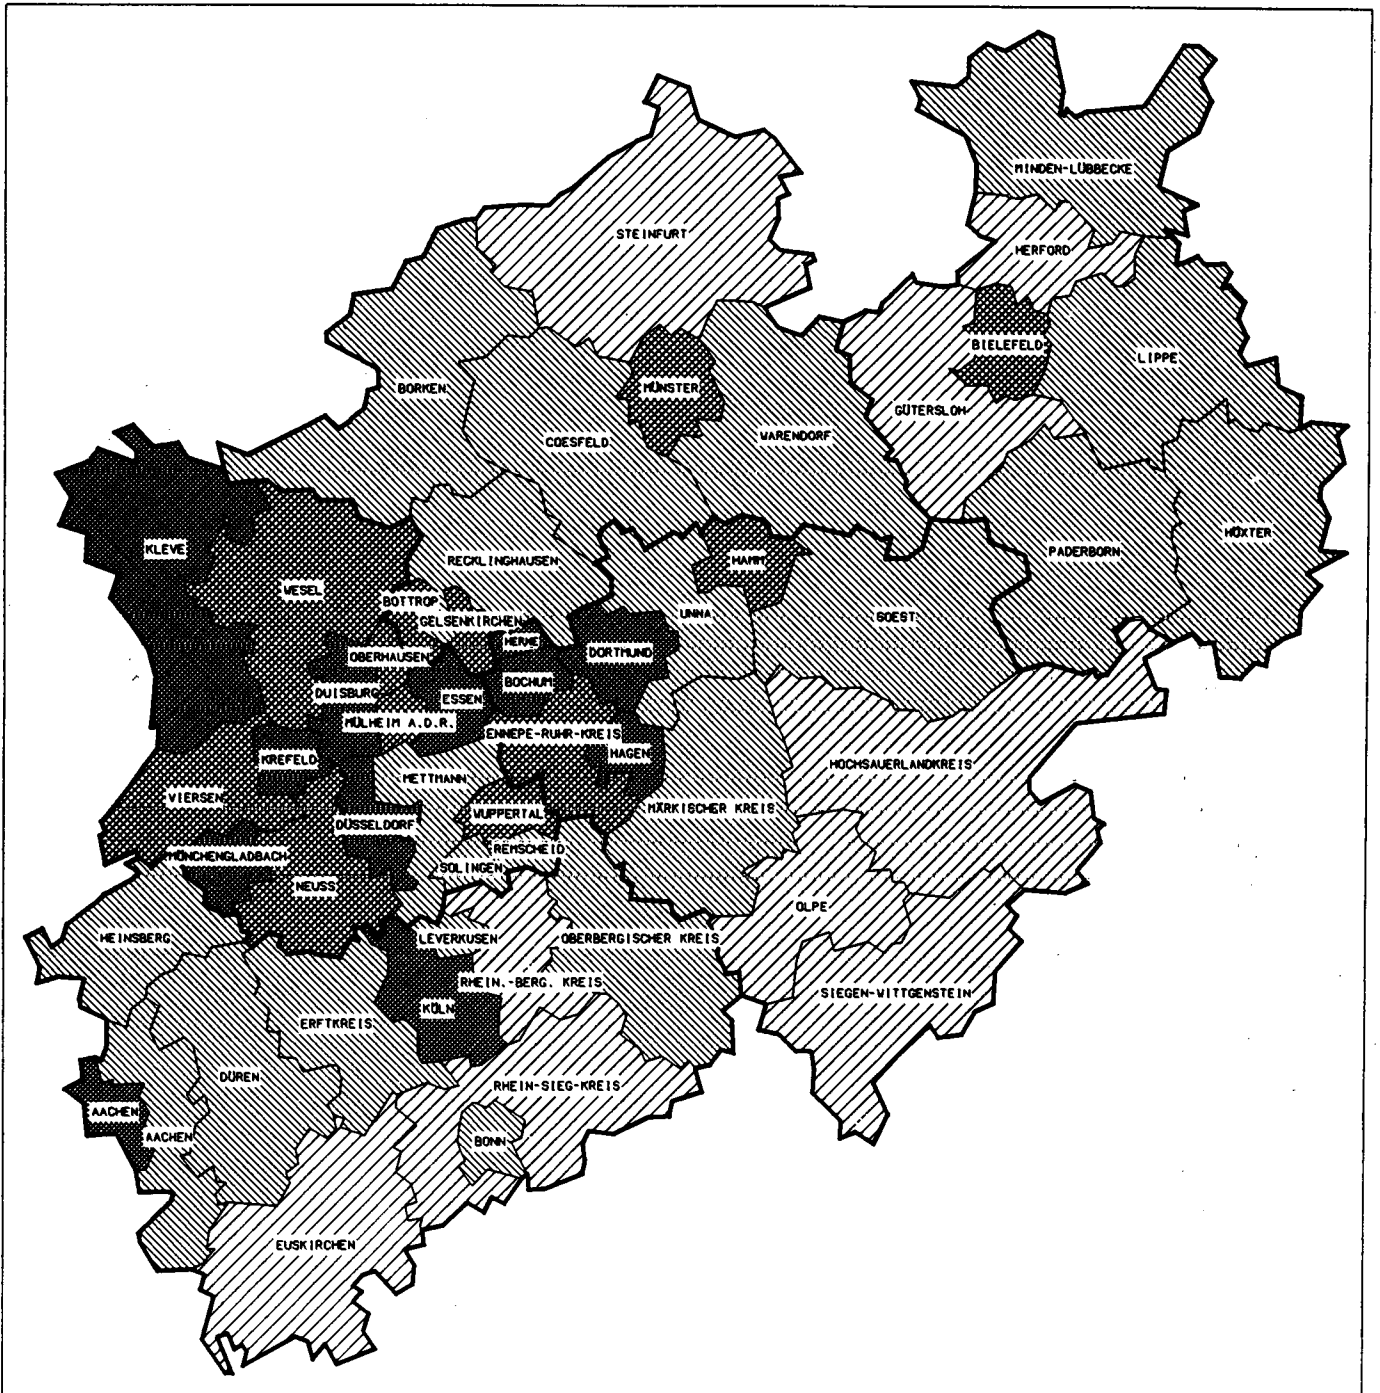 MINDEN-LÜBBECKE
STEINFURT
HERFORD
BIELEFELD
LIPPE
BORKEN
MÜNSTER
GÜTERSLOH
COESFELD
WARENDORF
HÖXTER
KLEVE
PADERBORN
RECKLINGHAUSEN
HAMM
WESEL
BOTTROP
GELSENKIRCHEN
UNNA
SOEST
HERNE
DORTMUND
OBERHAUSEN
BOCHUM
DUISBURG
ESSEN
MÜLHEIM A.D.R.
ENNEPE-RUHR-KREIS
HAGEN
KREFELD
HOCHSAUERLANDKREIS
METTMANN
VIERSEN
MÄRKISCHER KREIS
WUPPERTAL
DÜSSELDORF
REMSCHEID
MÖNCHENGLADBACH
SOLINGEN
NEUSS
OLPE
HEINSBERG
LEVERKUSEN
OBERBERGISCHER KREIS
RHEIN.-BERG. KREIS
SIEGEN-WITTGENSTEIN
KÖLN
ERFTKREIS
DÜREN
RHEIN-SIEG-KREIS
AACHEN
AACHEN
BONN
EUSKIRCHEN